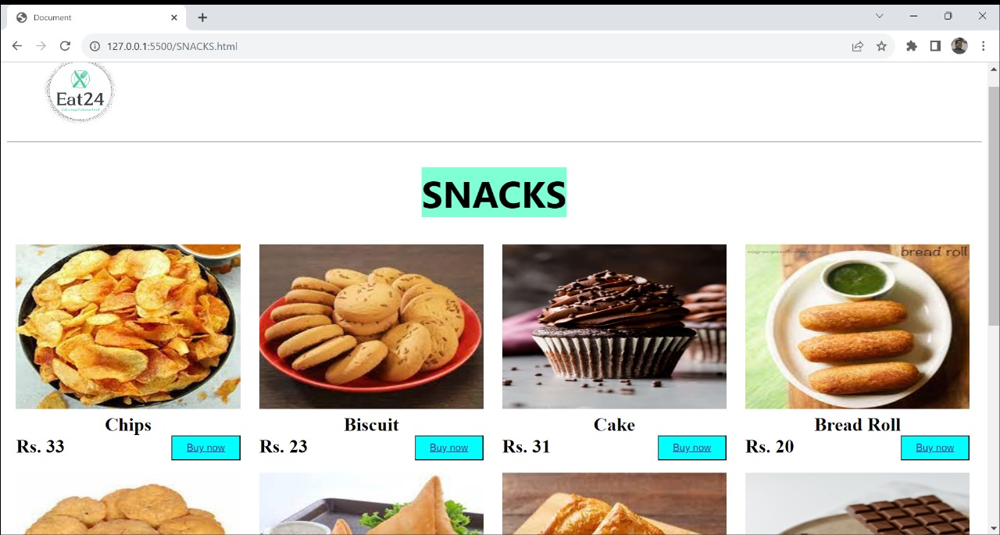 Document
127.0.0.1:5500/SNACKS.html
Eat24
SNACKS
bread roll
Chips
Biscuit
Cake
Bread Roll
Rs. 33
Buy now
Rs. 23
Buy now
Rs. 31
Buy now
Rs. 20
Buy now